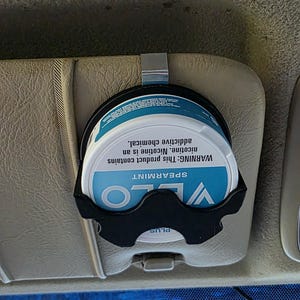 WARNING: This product contains
nicotine. Nicotine is an
addictive chemical.
SPEARMINT
VELO
PLUS